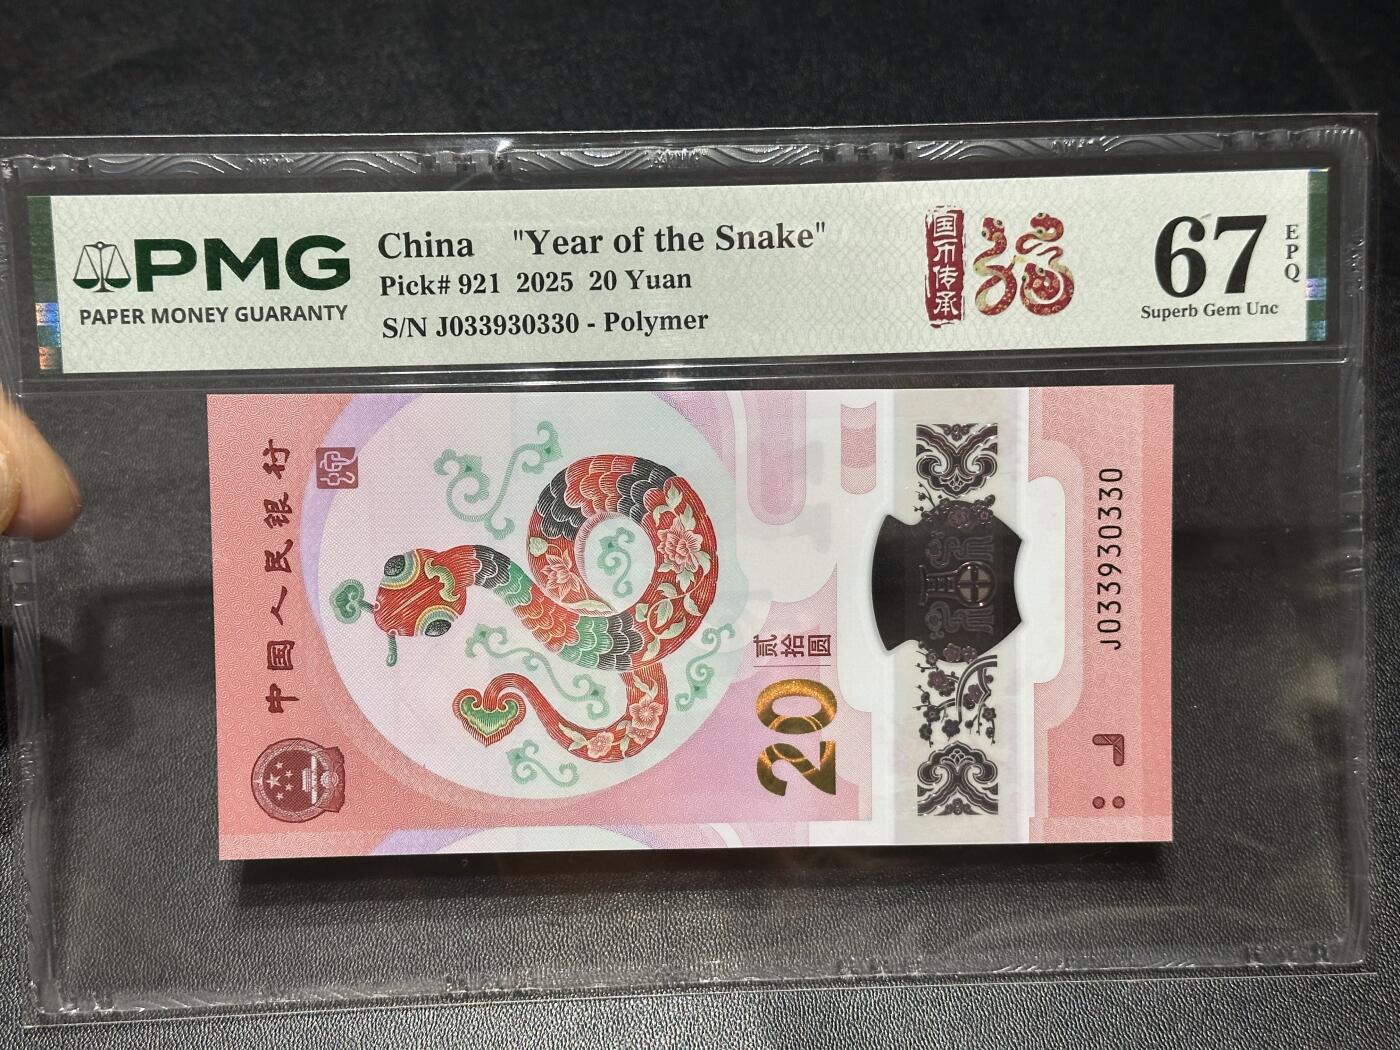 PMG
PAPER MONEY GUARANTY
China "Year of the Snake"
Pick# 921 2025 20 Yuan
S/N J033930330 - Polymer
国币传承
福
67
EPQ
Superb Gem Unc
中国人民银行
贰拾圆
20
J033930330